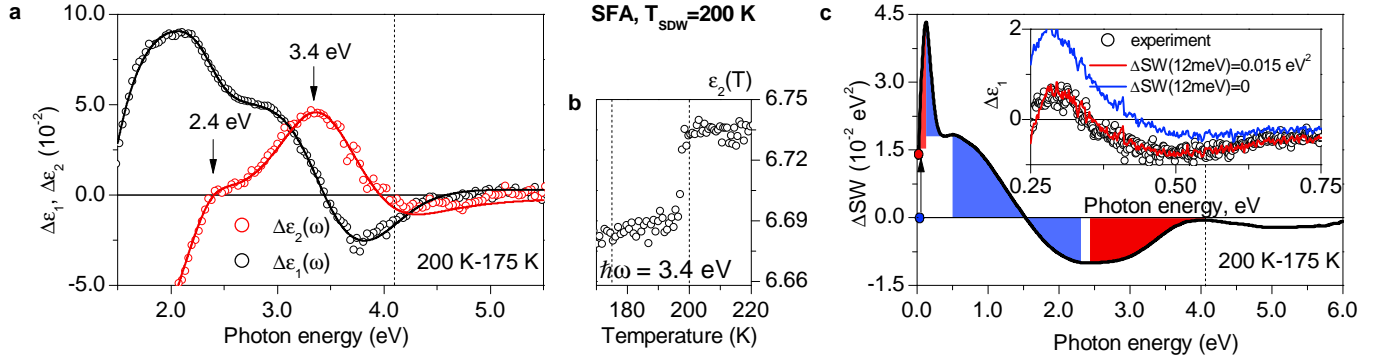 SFA, T_SDW=200 K
a
10.0
5.0
0.0
-5.0
Δε₁, Δε₂ (10⁻²)
2.4 eV
3.4 eV
Δε₂(ω)
Δε₁(ω)
200 K-175 K
2.0
3.0
4.0
5.0
Photon energy (eV)
b
ε₂(T)
6.75
6.72
6.69
6.66
ℏω = 3.4 eV
180
200
220
Temperature (K)
c
4.5
3.0
1.5
0.0
-1.5
ΔSW (10⁻² eV²)
2
0
Δε₁
experiment
ΔSW(12meV)=0.015 eV²
ΔSW(12meV)=0
0.25
0.50
0.75
Photon energy, eV
200 K-175 K
0.0
1.0
2.0
3.0
4.0
5.0
6.0
Photon energy (eV)